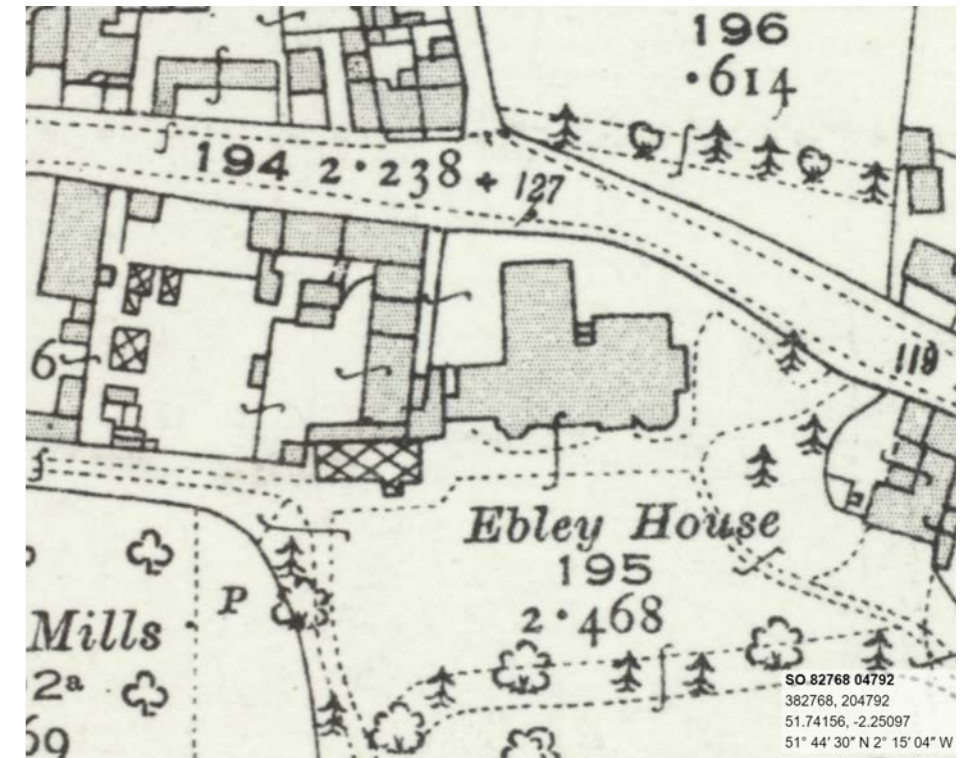 196
·614
194 2·238 + 127
119
6
Ebley House
195
2·468
P
Mills
2ª
69
SO 82768 04792
382768, 204792
51.74156, -2.25097
51° 44′ 30″ N 2° 15′ 04″ W